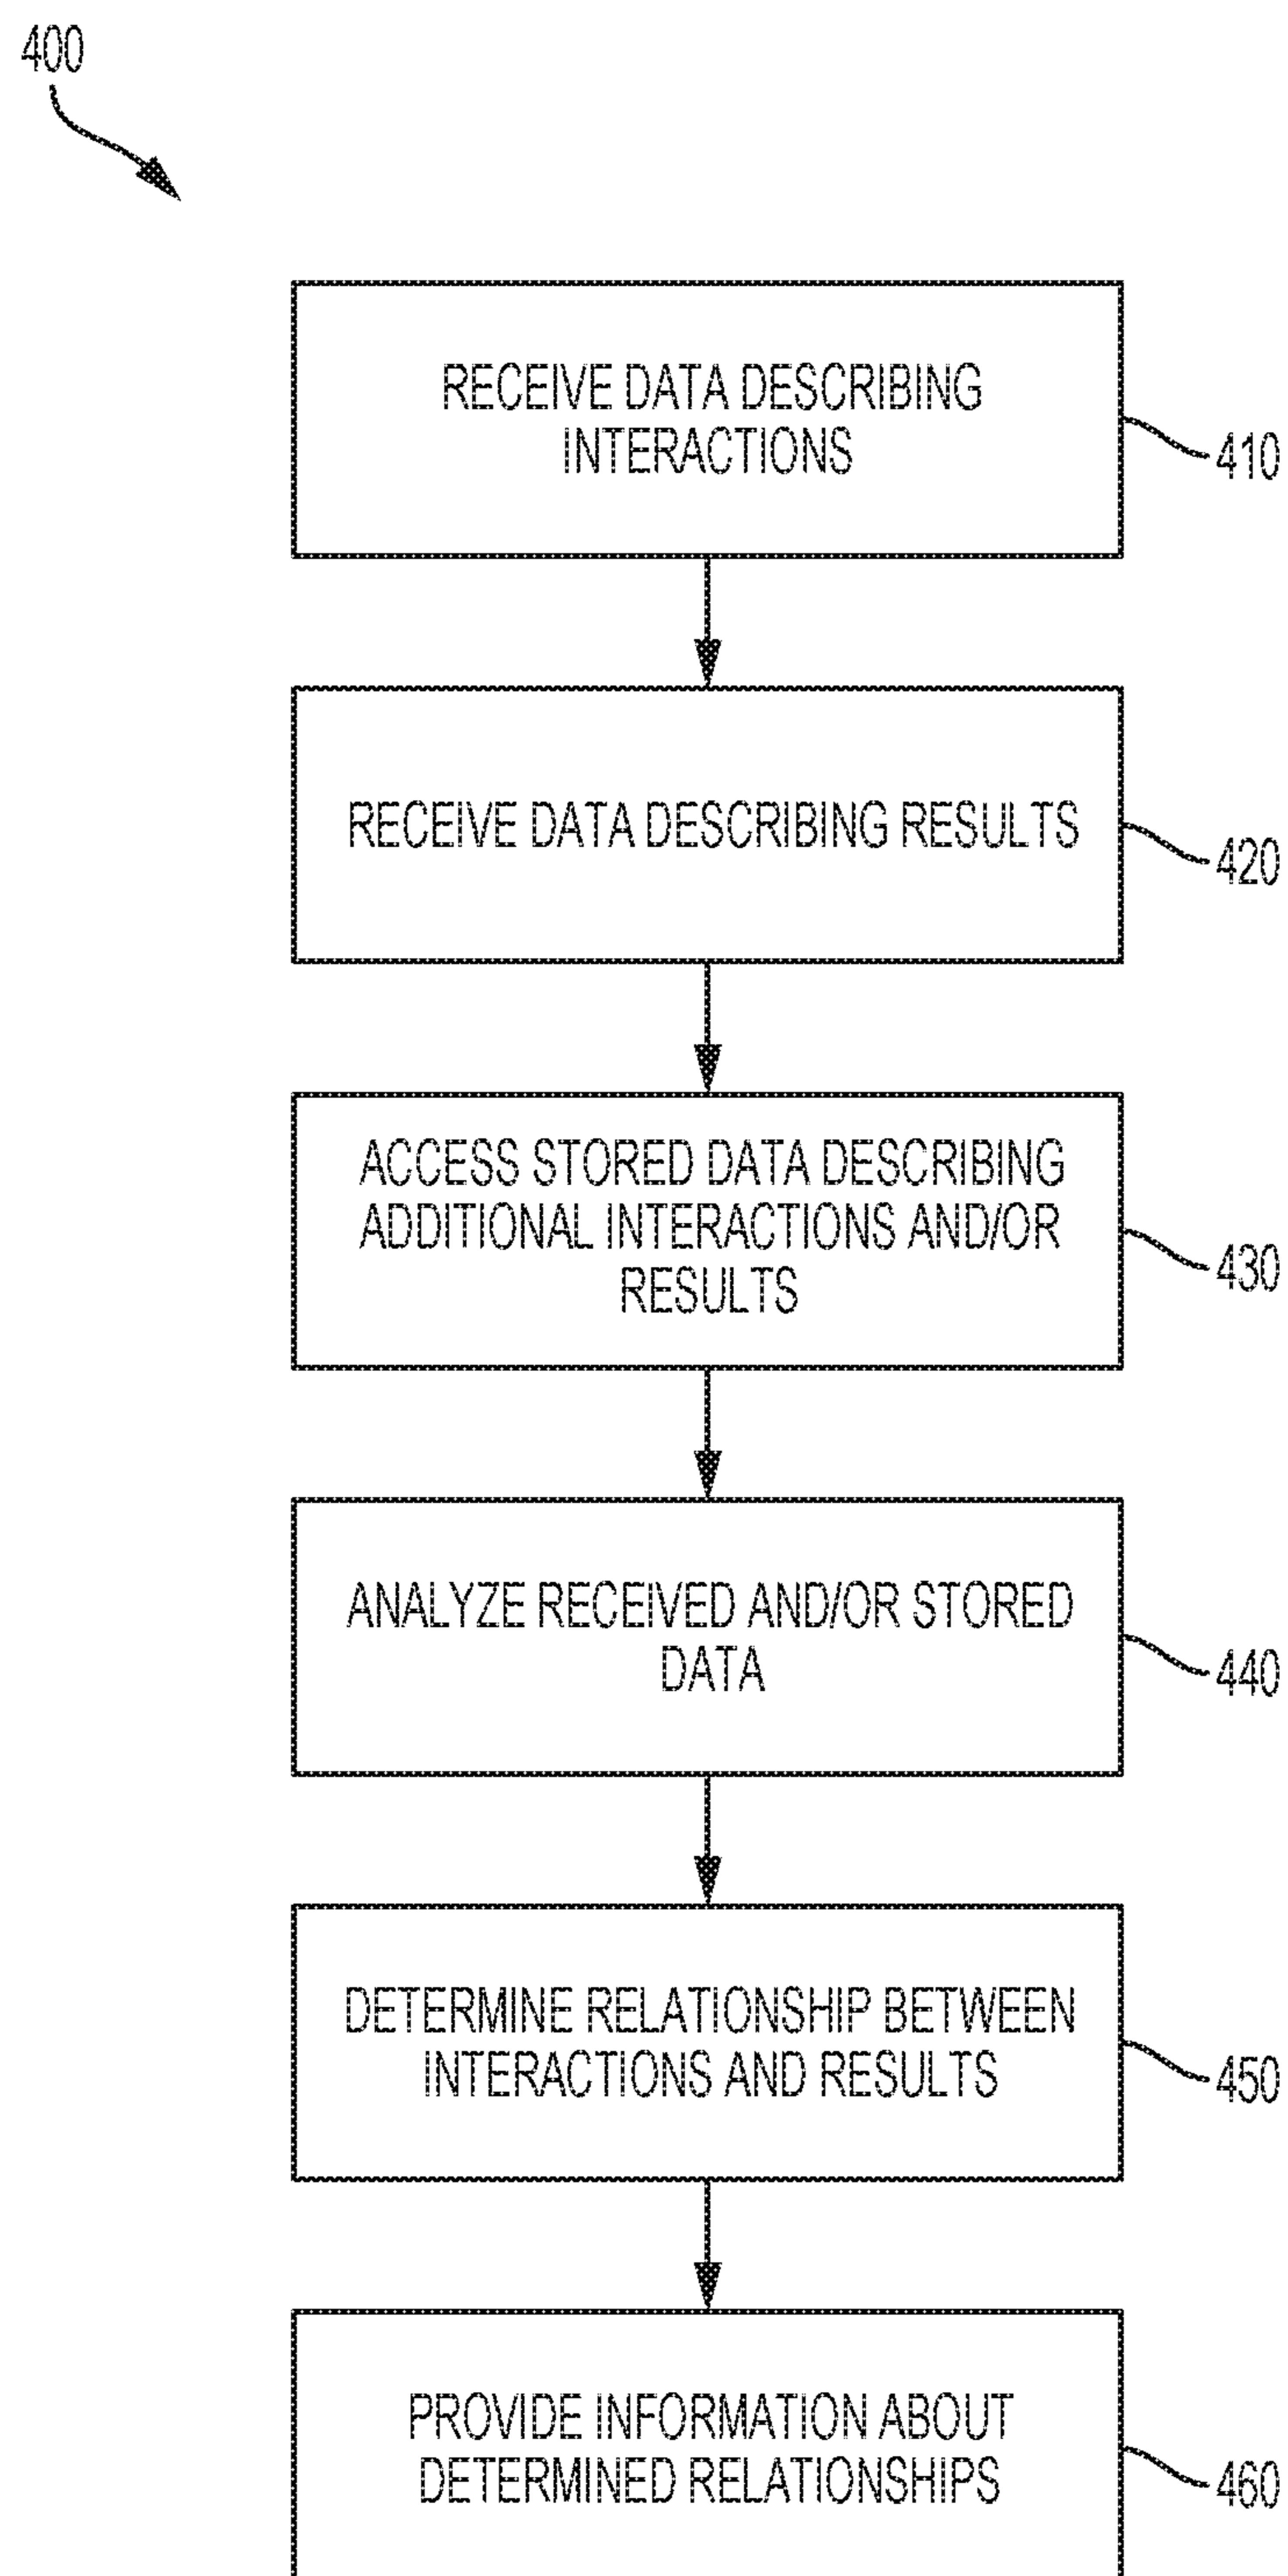 400
RECEIVE DATA DESCRIBING
INTERACTIONS
410
RECEIVE DATA DESCRIBING RESULTS
420
ACCESS STORED DATA DESCRIBING
ADDITIONAL INTERACTIONS AND/OR
RESULTS
430
ANALYZE RECEIVED AND/OR STORED
DATA
440
DETERMINE RELATIONSHIP BETWEEN
INTERACTIONS AND RESULTS
450
PROVIDE INFORMATION ABOUT
DETERMINED RELATIONSHIPS
460